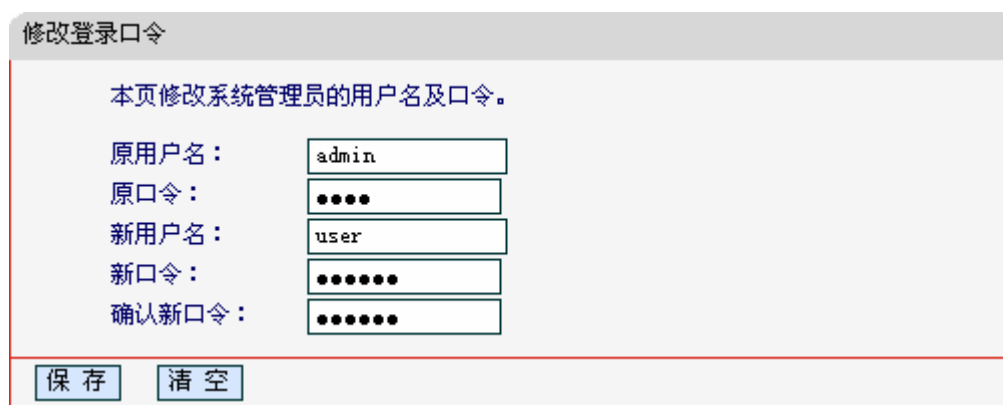 修改登录口令
本页修改系统管理员的用户名及口令。
原用户名： admin
原口令： ●●●●
新用户名： user
新口令： ●●●●●●
确认新口令： ●●●●●●
保 存 清 空